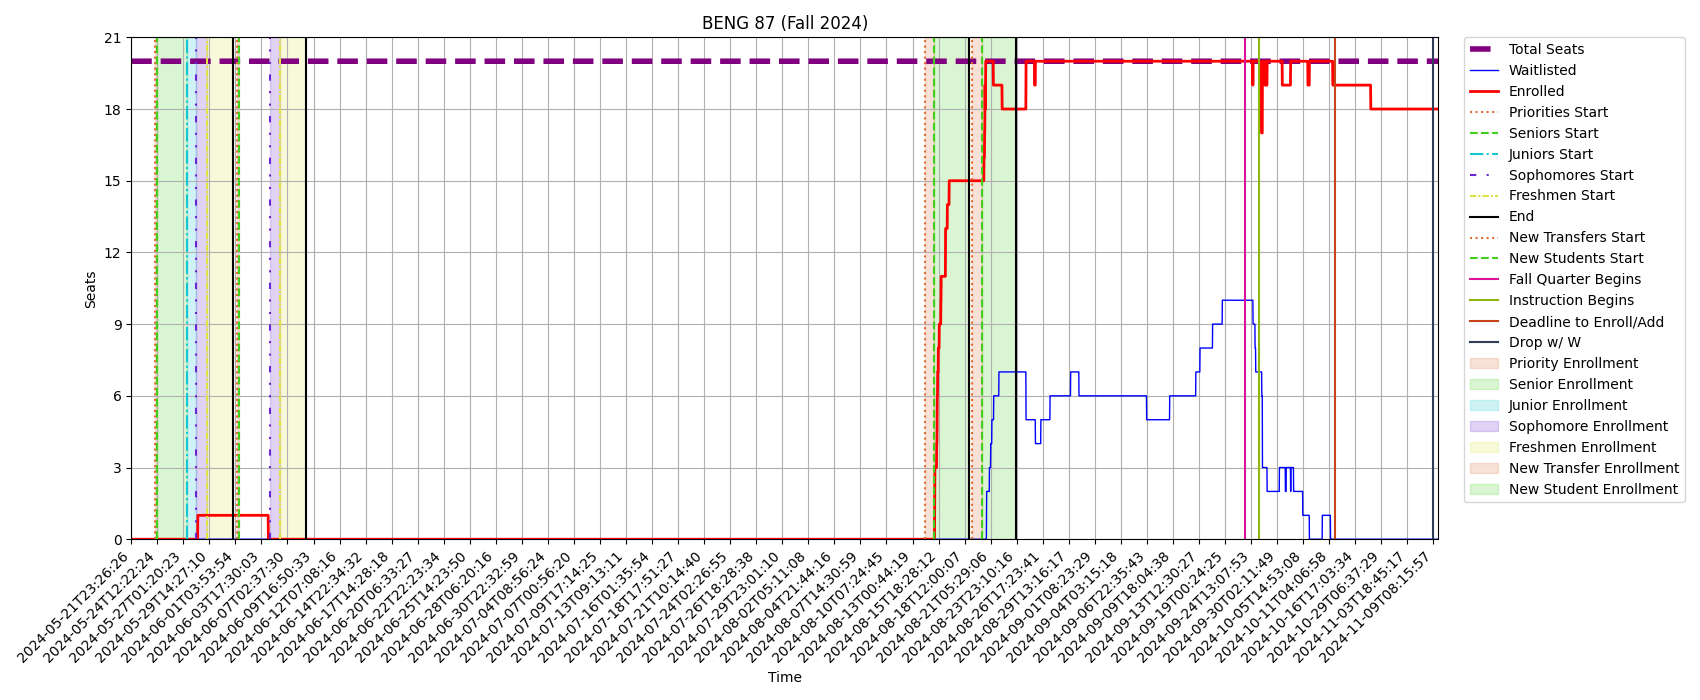 BENG 87 (Fall 2024)
21
18
15
12
9
6
3
0
Seats
2024-05-21T23:26:26
2024-05-24T12:22:24
2024-05-27T01:20:23
2024-05-29T14:27:10
2024-06-01T03:53:54
2024-06-03T17:30:03
2024-06-07T02:37:30
2024-06-09T16:50:33
2024-06-12T07:08:16
2024-06-14T22:34:32
2024-06-17T14:28:18
2024-06-20T06:33:27
2024-06-22T22:23:34
2024-06-25T14:23:50
2024-06-28T06:20:16
2024-06-30T22:32:59
2024-07-04T08:56:24
2024-07-07T00:56:20
2024-07-09T17:14:25
2024-07-13T09:13:11
2024-07-16T01:35:54
2024-07-18T17:51:27
2024-07-21T10:14:40
2024-07-24T02:26:55
2024-07-26T18:28:38
2024-07-29T23:01:10
2024-08-02T05:11:08
2024-08-04T21:44:16
2024-08-07T14:30:59
2024-08-10T07:24:45
2024-08-13T00:44:19
2024-08-15T18:28:12
2024-08-18T12:00:07
2024-08-21T05:29:06
2024-08-23T23:10:16
2024-08-26T17:23:41
2024-08-29T13:16:17
2024-09-01T08:23:29
2024-09-04T03:15:18
2024-09-06T22:35:43
2024-09-09T18:04:38
2024-09-13T12:30:27
2024-09-19T00:24:25
2024-09-24T13:07:53
2024-09-30T02:11:49
2024-10-05T14:53:08
2024-10-11T04:06:58
2024-10-16T17:03:34
2024-10-29T06:37:29
2024-11-03T18:45:17
2024-11-09T08:15:57
Time
Total Seats
Waitlisted
Enrolled
Priorities Start
Seniors Start
Juniors Start
Sophomores Start
Freshmen Start
End
New Transfers Start
New Students Start
Fall Quarter Begins
Instruction Begins
Deadline to Enroll/Add
Drop w/ W
Priority Enrollment
Senior Enrollment
Junior Enrollment
Sophomore Enrollment
Freshmen Enrollment
New Transfer Enrollment
New Student Enrollment